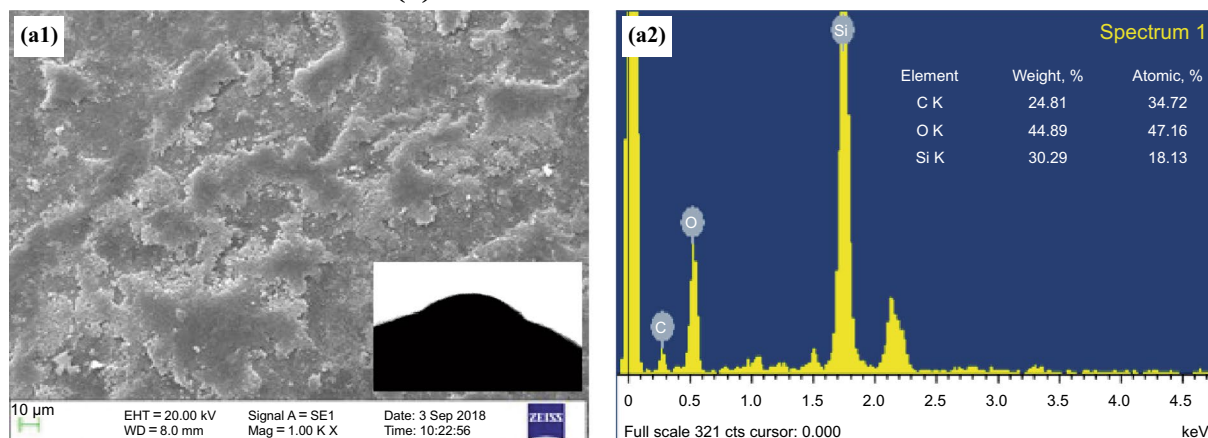 (a1)
10 µm
EHT = 20.00 kV Signal A = SE1 Date: 3 Sep 2018
WD = 8.0 mm Mag = 1.00 K X Time: 10:22:56
ZEISS
(a2)
Spectrum 1
Element Weight, % Atomic, %
C K 24.81 34.72
O K 44.89 47.16
Si K 30.29 18.13
Si
O
C
0 0.5 1.0 1.5 2.0 2.5 3.0 3.5 4.0 4.5
Full scale 321 cts cursor: 0.000 keV